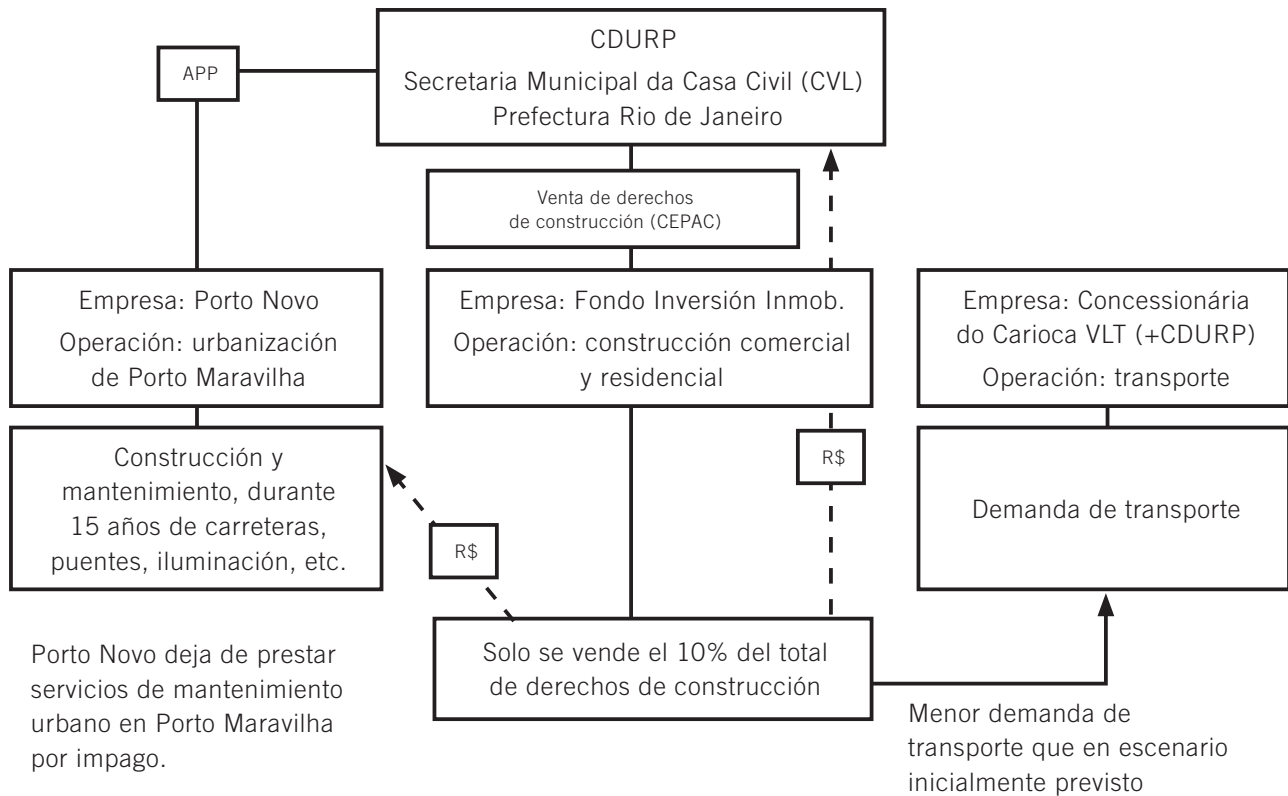 CDURP
Secretaria Municipal da Casa Civil (CVL)
Prefectura Rio de Janeiro
APP
Venta de derechos
de construcción (CEPAC)
Empresa: Porto Novo
Operación: urbanización
de Porto Maravilha
Empresa: Fondo Inversión Inmob.
Operación: construcción comercial
y residencial
Empresa: Concessionária
do Carioca VLT (+CDURP)
Operación: transporte
Construcción y
mantenimiento, durante
15 años de carreteras,
puentes, iluminación, etc.
R$
R$
Demanda de transporte
Solo se vende el 10% del total
de derechos de construcción
Porto Novo deja de prestar
servicios de mantenimiento
urbano en Porto Maravilha
por impago.
Menor demanda de
transporte que en escenario
inicialmente previsto